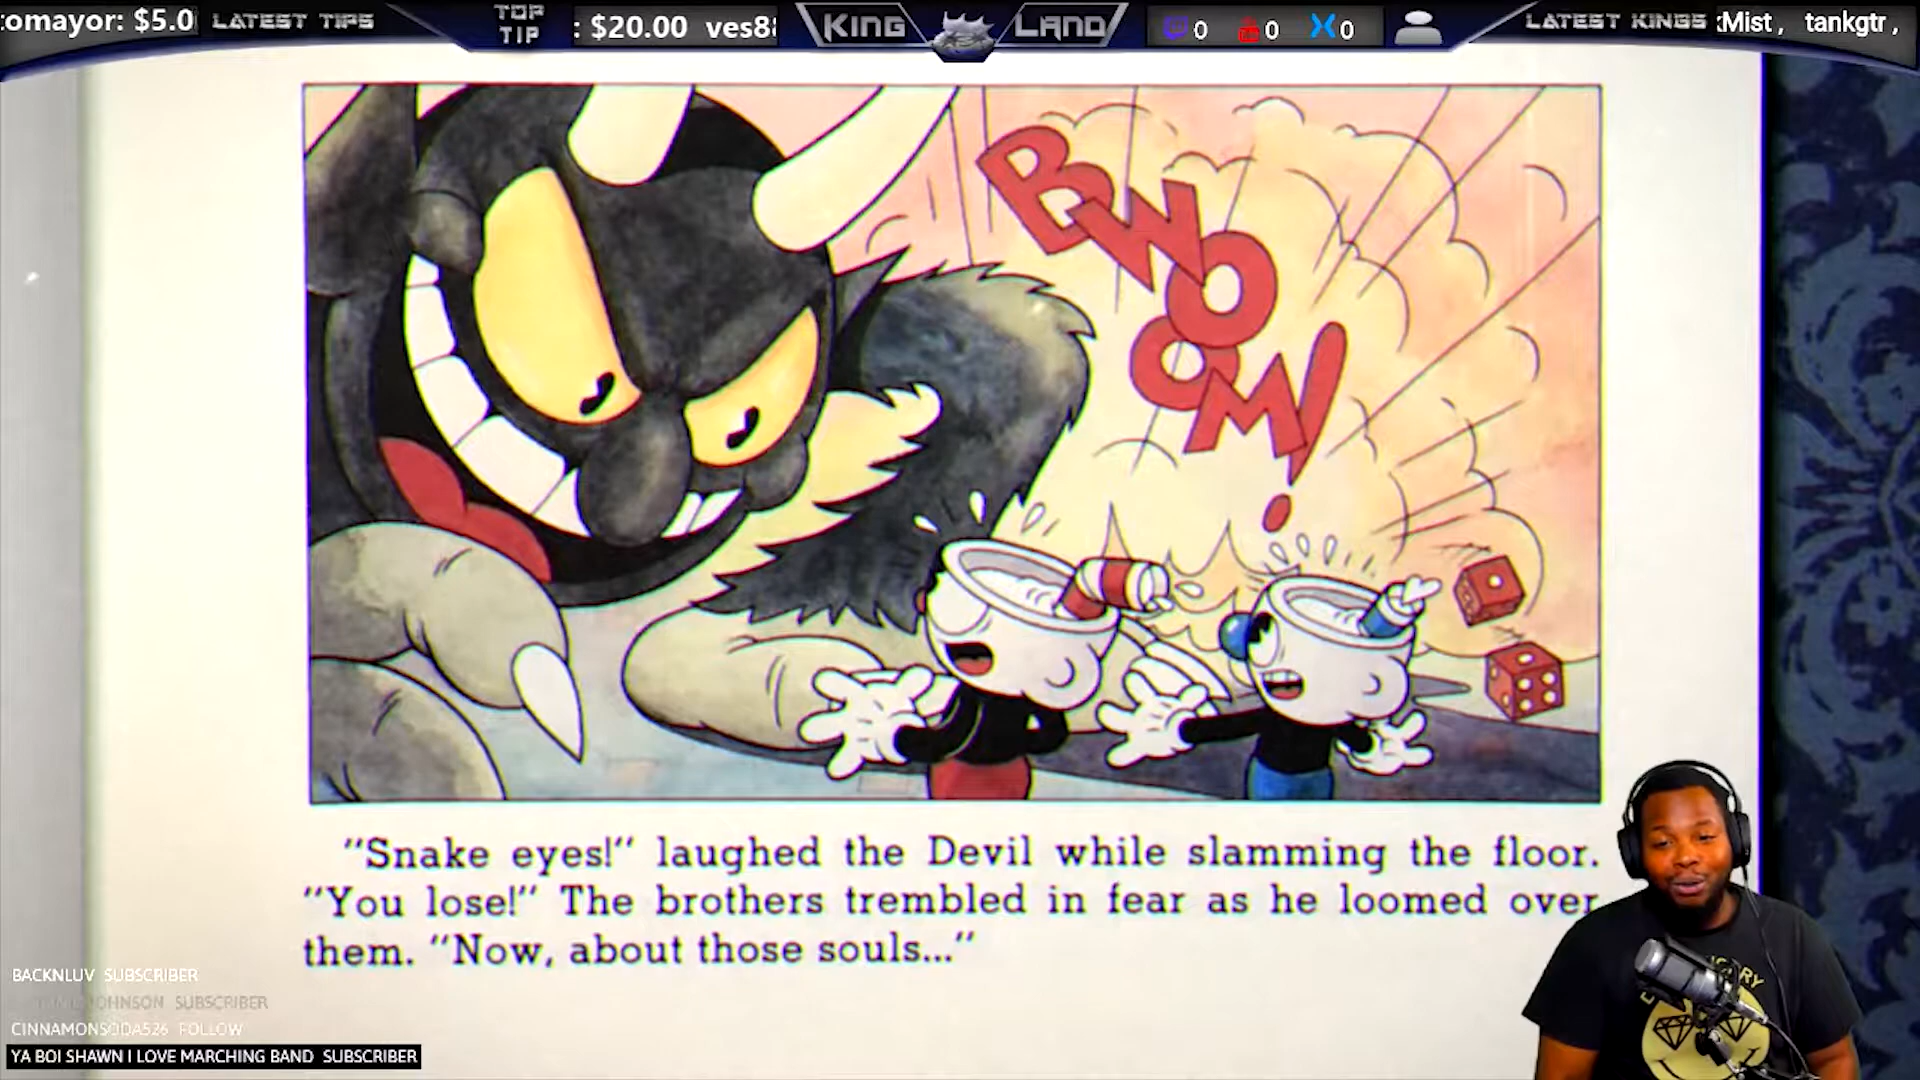 omayor: $5.0
LATEST TIPS
TOP
TIP
: $20.00 ves8
KING
LAND
0
0
0
LATEST KINGS
Mist , tankgtr ,
BWOOM!
“Snake eyes!” laughed the Devil while slamming the floor.
“You lose!” The brothers trembled in fear as he loomed over
them. “Now, about those souls...”
BACKNLUV SUBSCRIBER
JOHNSON SUBSCRIBER
CINNAMONSODA526 FOLLOW
YA BOI SHAWN I LOVE MARCHING BAND SUBSCRIBER